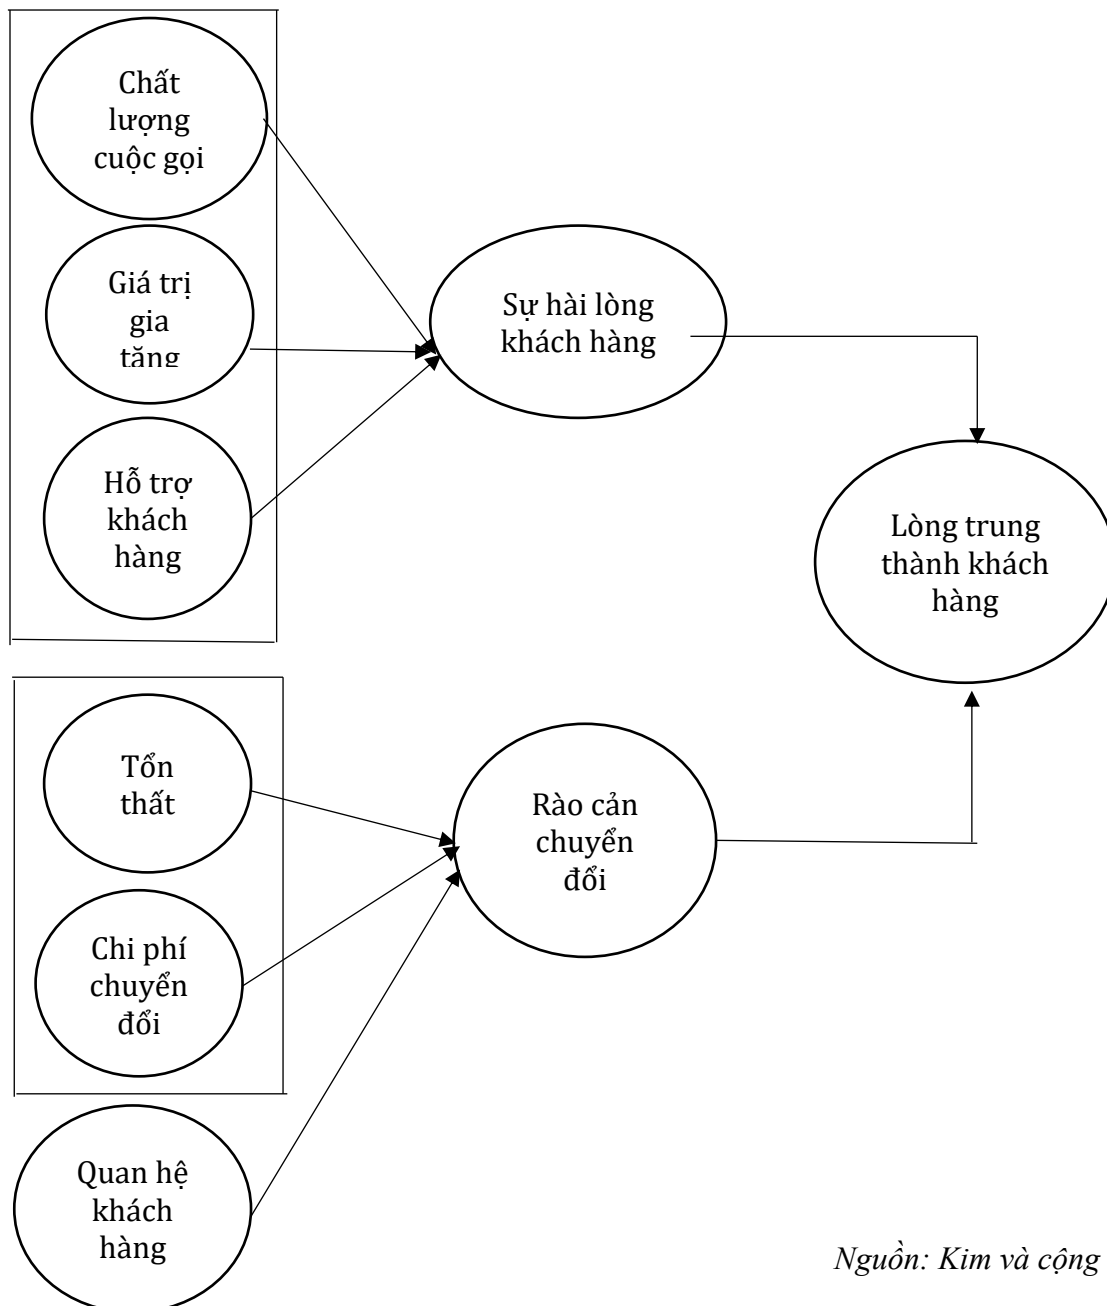 Chất
lượng
cuộc gọi
Giá trị
gia
tăng
Hỗ trợ
khách
hàng
Sự hài lòng
khách hàng
Lòng trung
thành khách
hàng
Tổn
thất
Chi phí
chuyển
đổi
Rào cản
chuyển
đổi
Quan hệ
khách
hàng
Nguồn: Kim và cộng